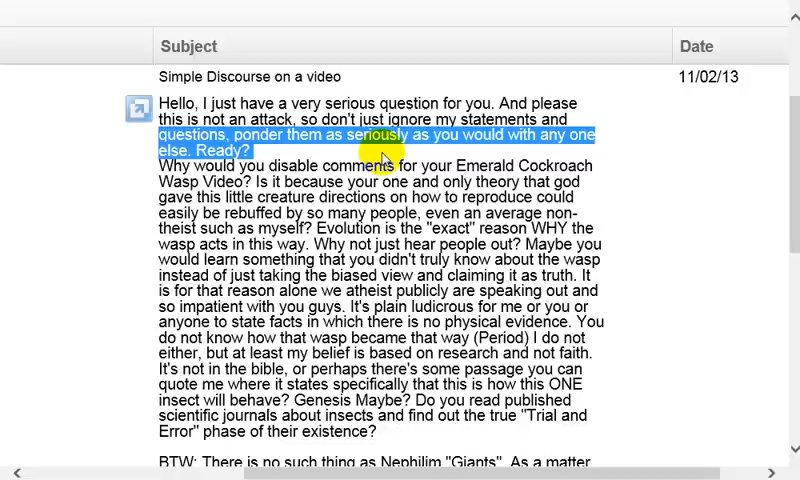 Subject Date
Simple Discourse on a video 11/02/13
Hello, I just have a very serious question for you. And please
this is not an attack, so don't just ignore my statements and
questions, ponder them as seriously as you would with any one
else. Ready?
Why would you disable comments for your Emerald Cockroach
Wasp Video? Is it because your one and only theory that god
gave this little creature directions on how to reproduce could
easily be rebuffed by so many people, even an average non-
theist such as myself? Evolution is the "exact" reason WHY the
wasp acts in this way. Why not just hear people out? Maybe you
would learn something that you didn't truly know about the wasp
instead of just taking the biased view and claiming it as truth. It
is for that reason alone we atheist publicly are speaking out and
so impatient with you guys. It's plain ludicrous for me or you or
anyone to state facts in which there is no physical evidence. You
do not know how that wasp became that way (Period) I do not
either, but at least my belief is based on research and not faith.
It's not in the bible, or perhaps there's some passage you can
quote me where it states specifically that this is how this ONE
insect will behave? Genesis Maybe? Do you read published
scientific journals about insects and find out the true "Trial and
Error" phase of their existence?
BTW: There is no such thing as Nephilim "Giants". As a matter